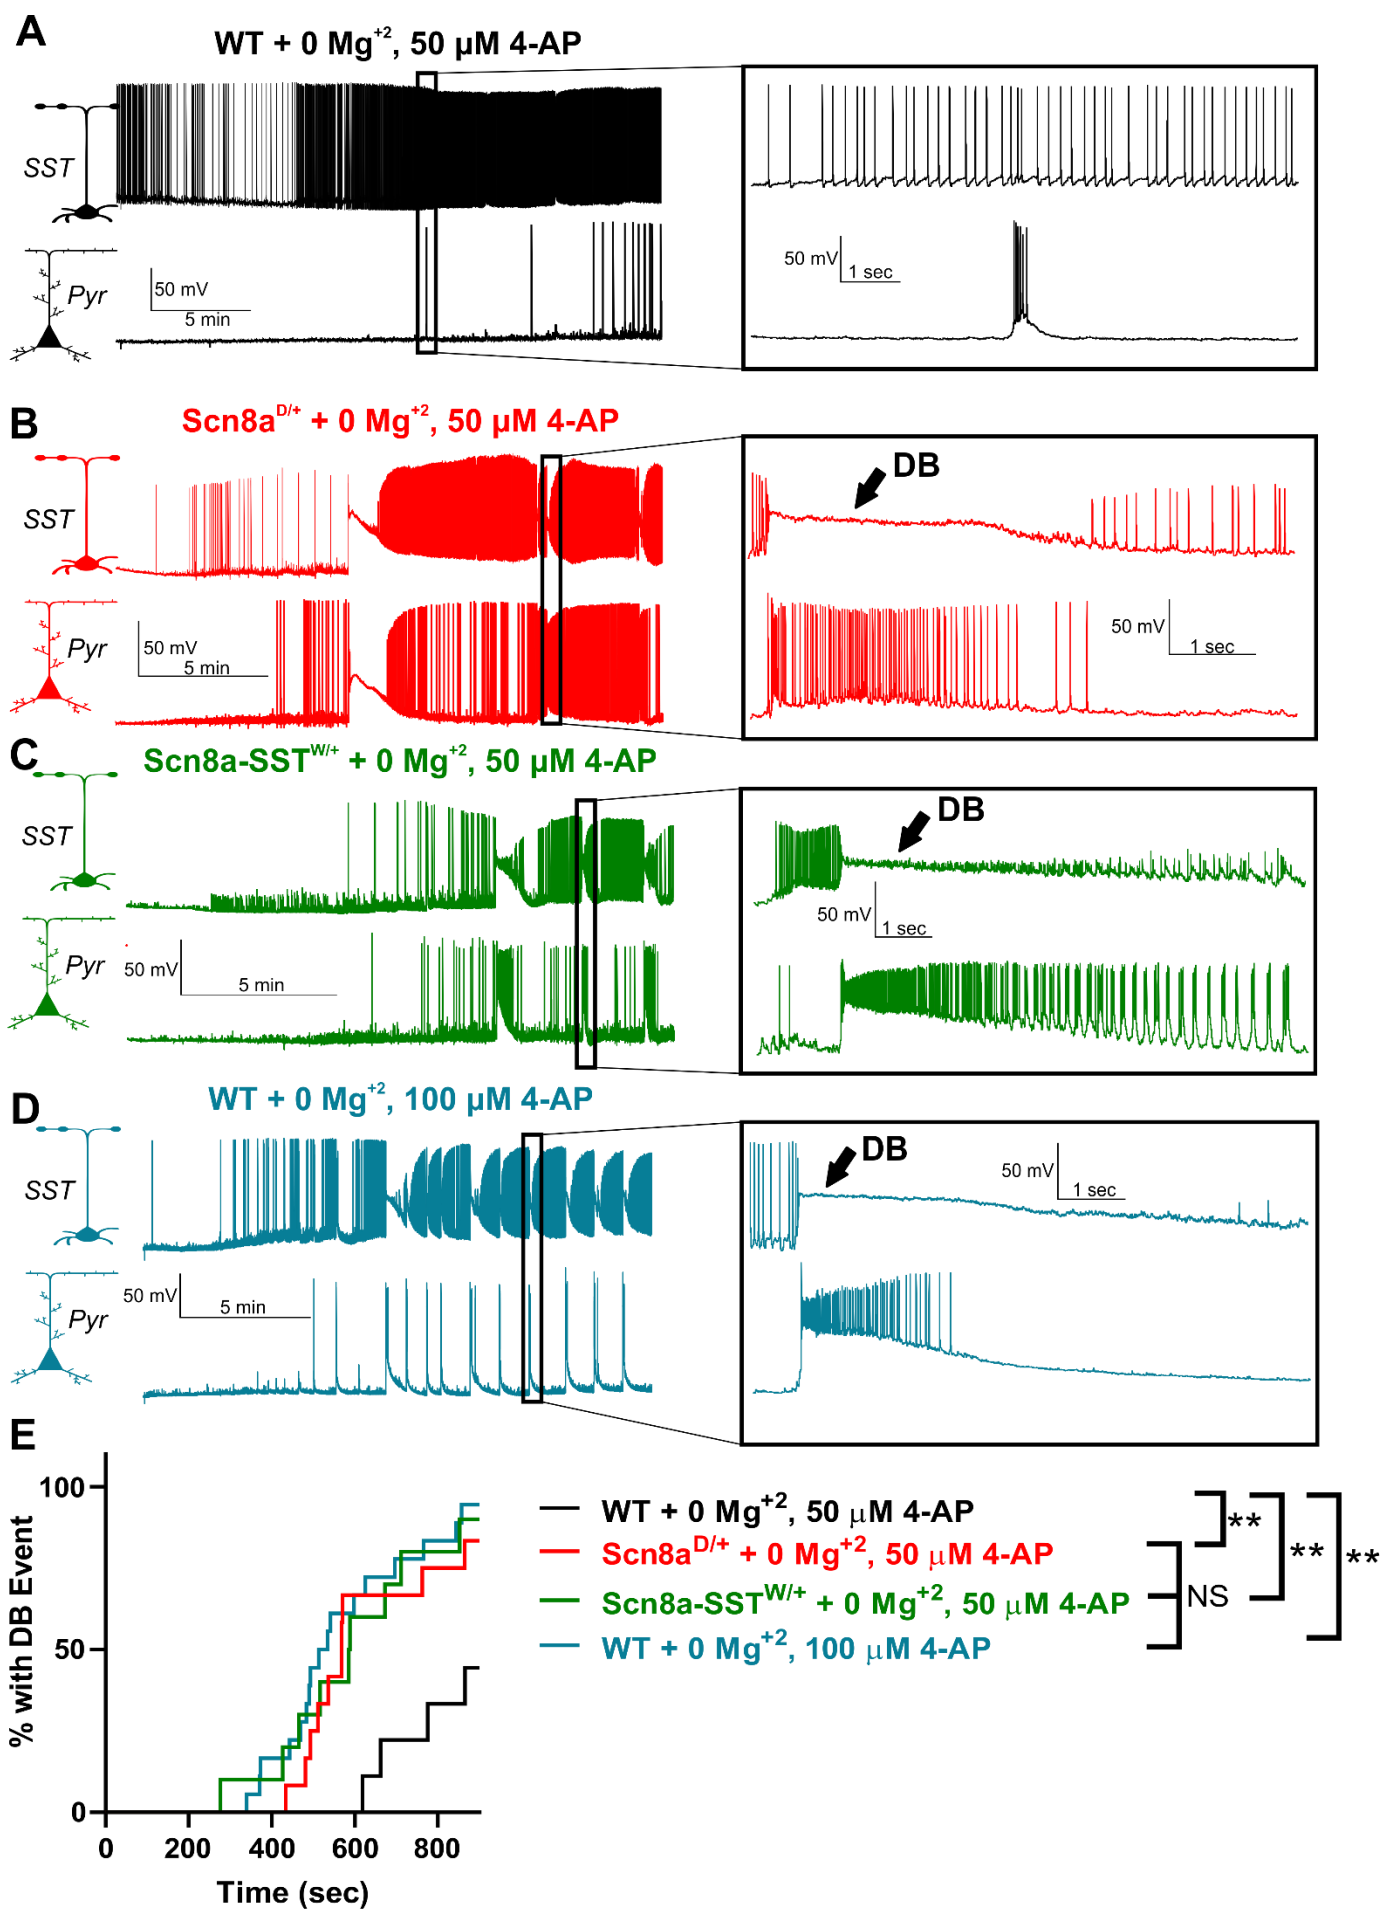 A
WT + 0 Mg⁺², 50 µM 4-AP
SST
Pyr
50 mV
5 min
50 mV
1 sec
B
Scn8aᴰ/⁺ + 0 Mg⁺², 50 µM 4-AP
SST
Pyr
50 mV
5 min
DB
50 mV
1 sec
C
Scn8a-SSTᵂ/⁺ + 0 Mg⁺², 50 µM 4-AP
SST
Pyr
50 mV
5 min
DB
50 mV
1 sec
D
WT + 0 Mg⁺², 100 µM 4-AP
SST
Pyr
50 mV
5 min
DB
50 mV
1 sec
E
% with DB Event
100
50
0
0 200 400 600 800
Time (sec)
WT + 0 Mg⁺², 50 µM 4-AP
Scn8aᴰ/⁺ + 0 Mg⁺², 50 µM 4-AP
Scn8a-SSTᵂ/⁺ + 0 Mg⁺², 50 µM 4-AP
WT + 0 Mg⁺², 100 µM 4-AP
**
**
**
NS